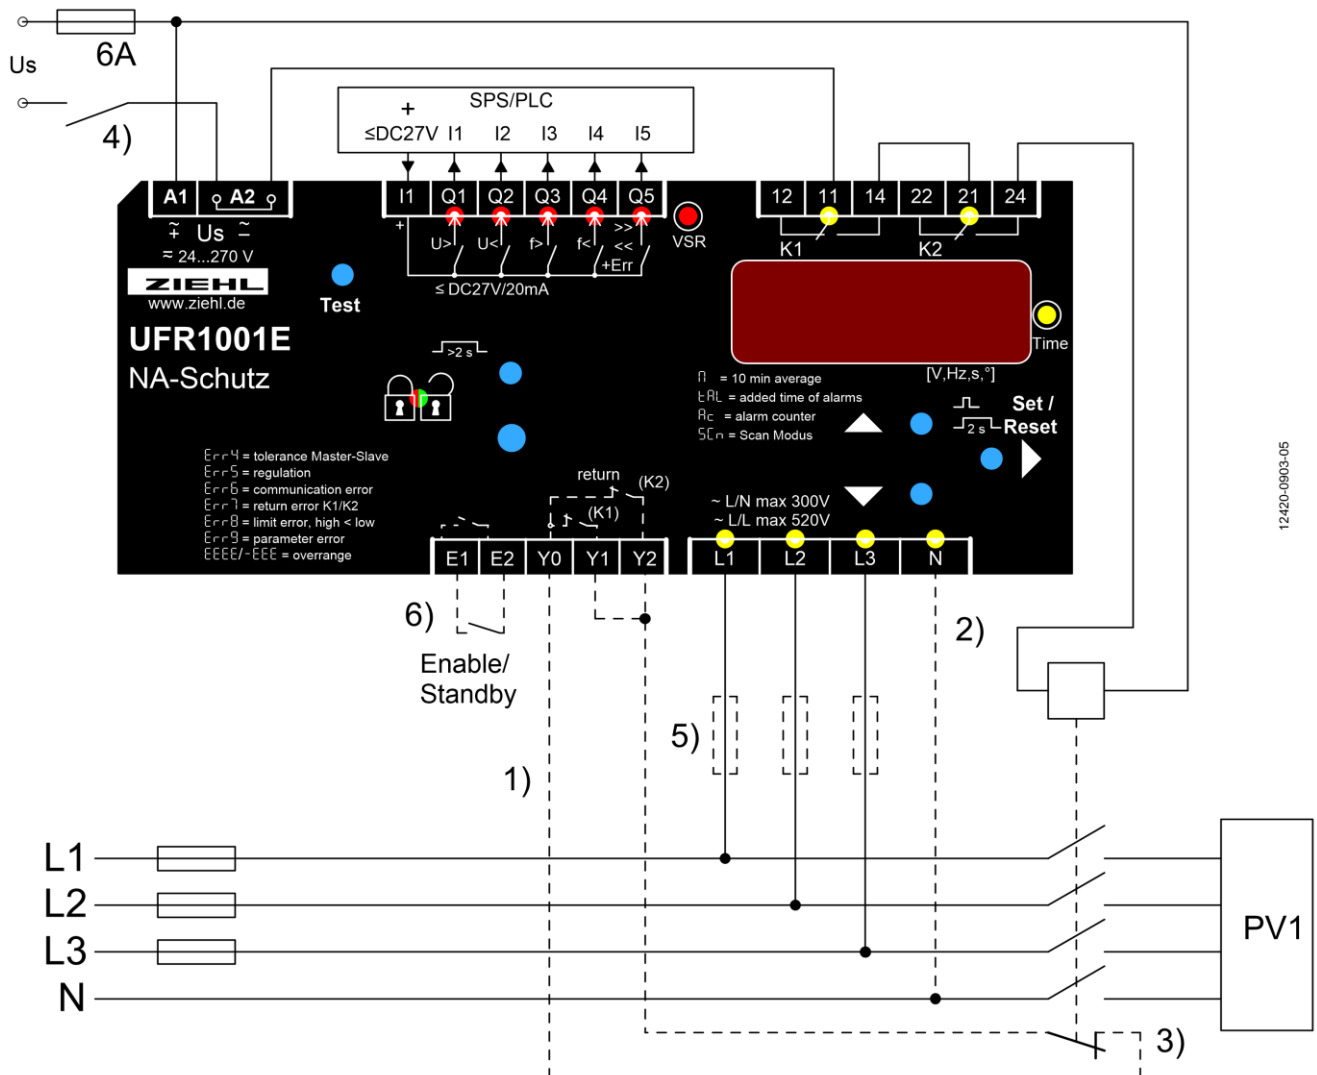 6A
Us
4)
SPS/PLC
+
≤DC27V I1 I2 I3 I4 I5
A1 A2
I1 Q1 Q2 Q3 Q4 Q5
12 11 14 22 21 24
Us
≂ 24...270 V
+
U> U< f> f<
>>
<<
+Err
VSR
K1 K2
≤ DC27V/20mA
ZIEHL
www.ziehl.de
Test
UFR1001E
NA-Schutz
>2 s
Time
[V,Hz,s,°]
= 10 min average
tAL = added time of alarms
Ac = alarm counter
SCn = Scan Modus
Set /
Reset
2 s
Err4 = tolerance Master-Slave
Err5 = regulation
Err6 = communication error
Err7 = return error K1/K2
Err8 = limit error, high < low
Err9 = parameter error
EEEE/-EEE = overrange
return
(K2)
(K1)
~ L/N max 300V
~ L/L max 520V
E1 E2 Y0 Y1 Y2
L1 L2 L3 N
12420-0903-05
6)
Enable/
Standby
2)
5)
1)
L1
L2
L3
N
PV1
3)